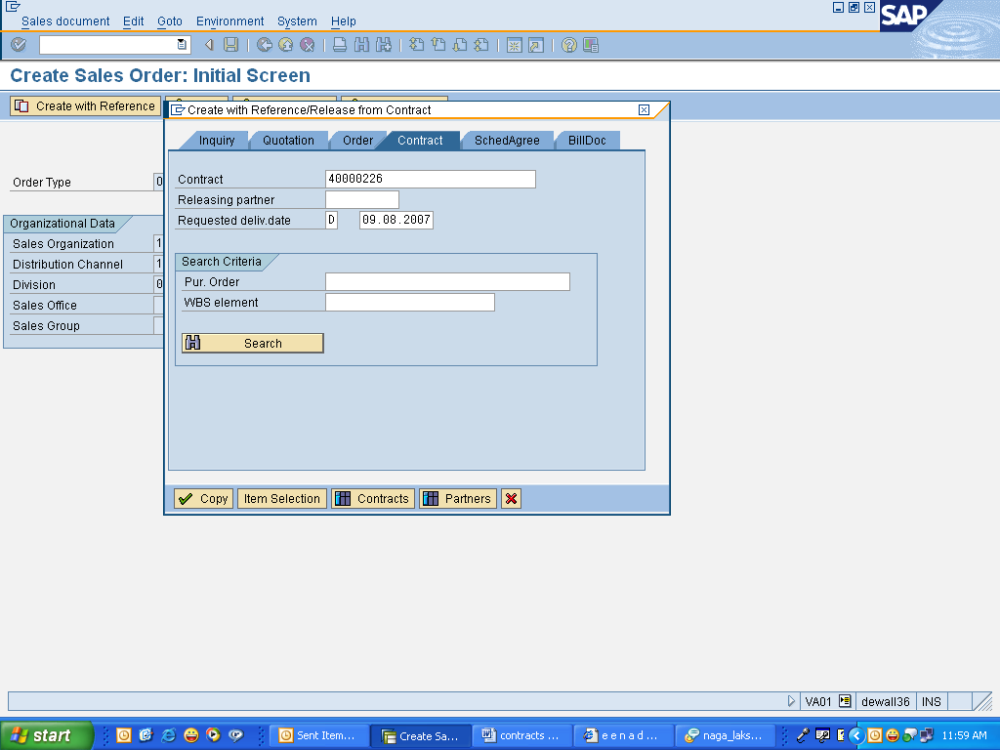 Sales document Edit Goto Environment System Help
SAP
Create Sales Order: Initial Screen
Create with Reference
Create with Reference/Release from Contract
Inquiry Quotation Order Contract SchedAgree BillDoc
Order Type 0
Contract 40000226
Releasing partner
Requested deliv.date D 09.08.2007
Organizational Data
Sales Organization 1
Distribution Channel 1
Division 0
Sales Office
Sales Group
Search Criteria
Pur. Order
WBS element
Search
Copy Item Selection Contracts Partners
VA01 dewall36 INS
start Sent Item... Create Sa... contracts ... e e n a d ... naga_laks... 11:59 AM